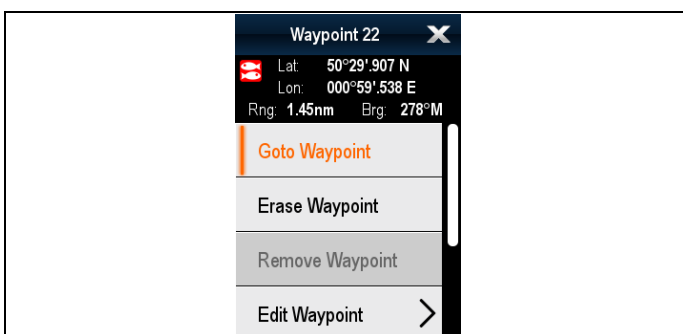 Waypoint 22
Lat: 50°29'.907 N
Lon: 000°59'.538 E
Rng: 1.45nm Brg: 278°M
Goto Waypoint
Erase Waypoint
Remove Waypoint
Edit Waypoint